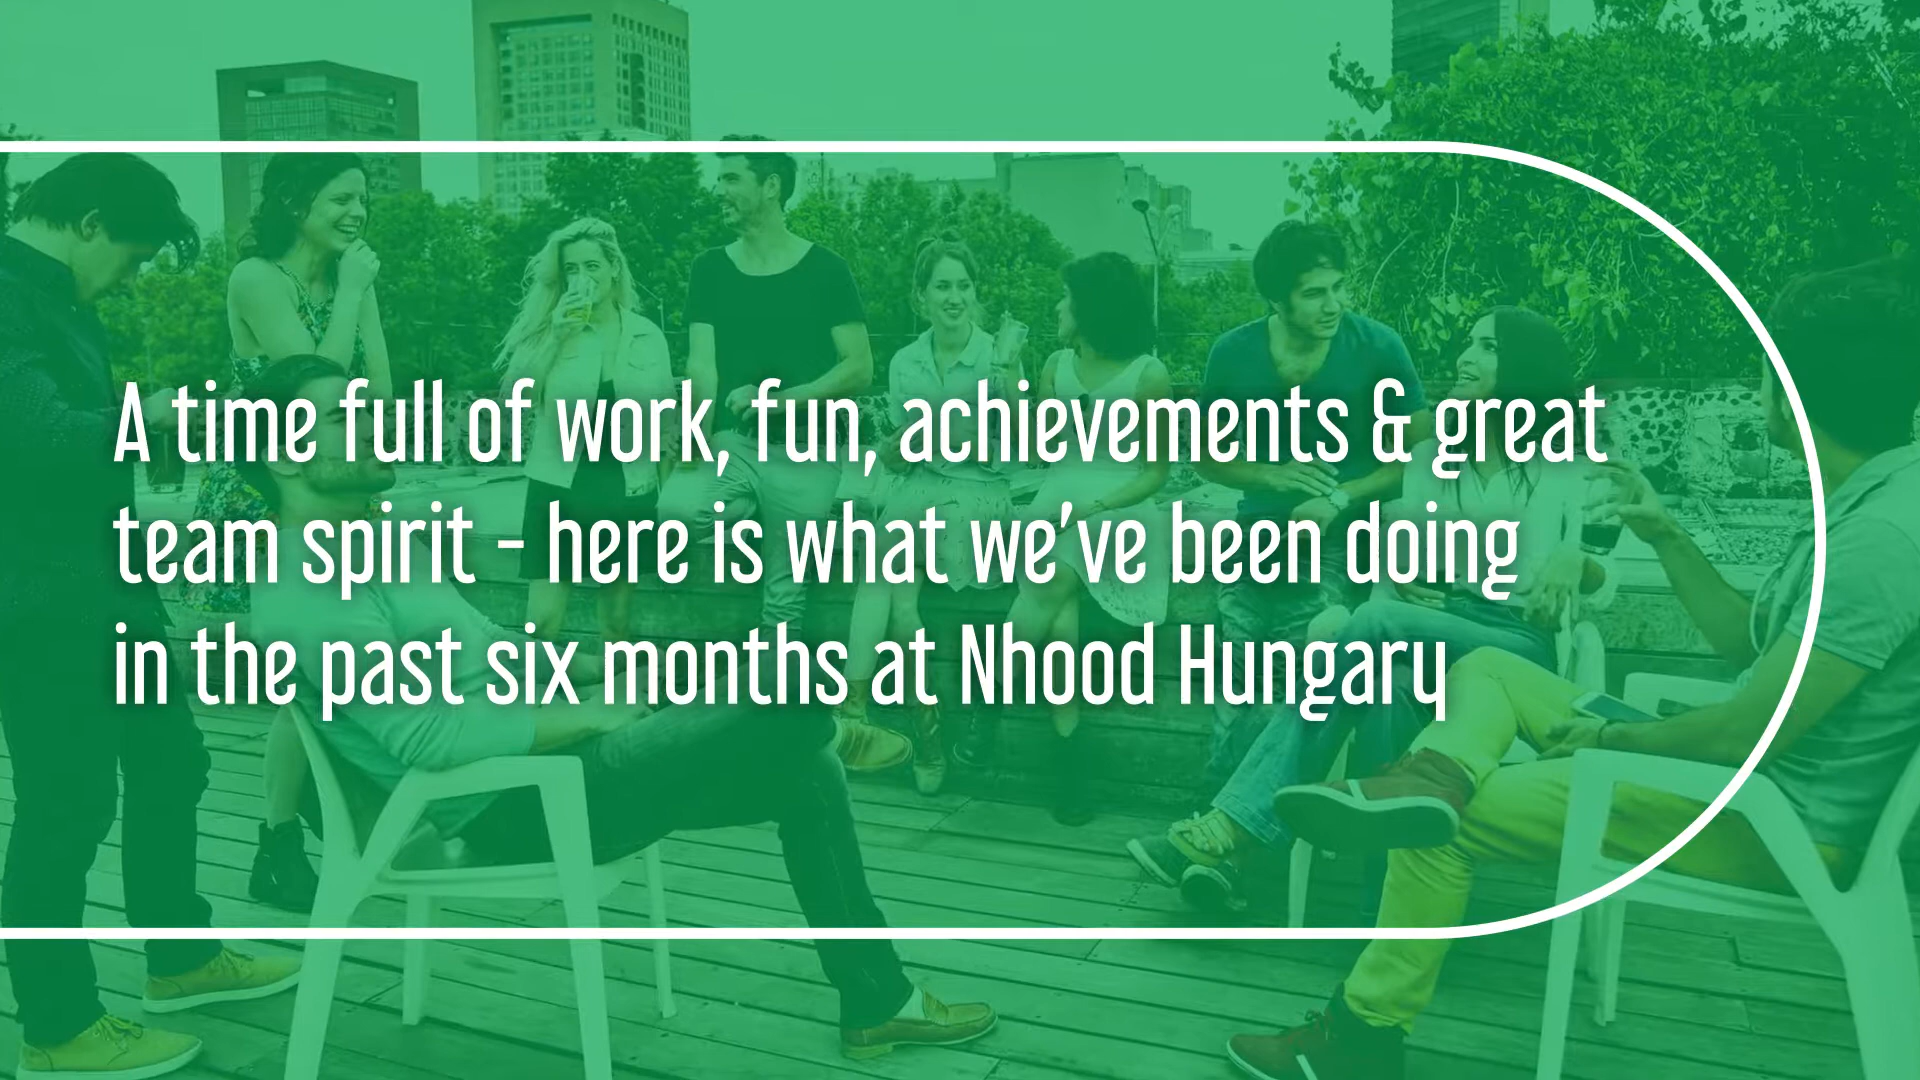 A time full of work, fun, achievements & great
team spirit - here is what we’ve been doing
in the past six months at Nhood Hungary